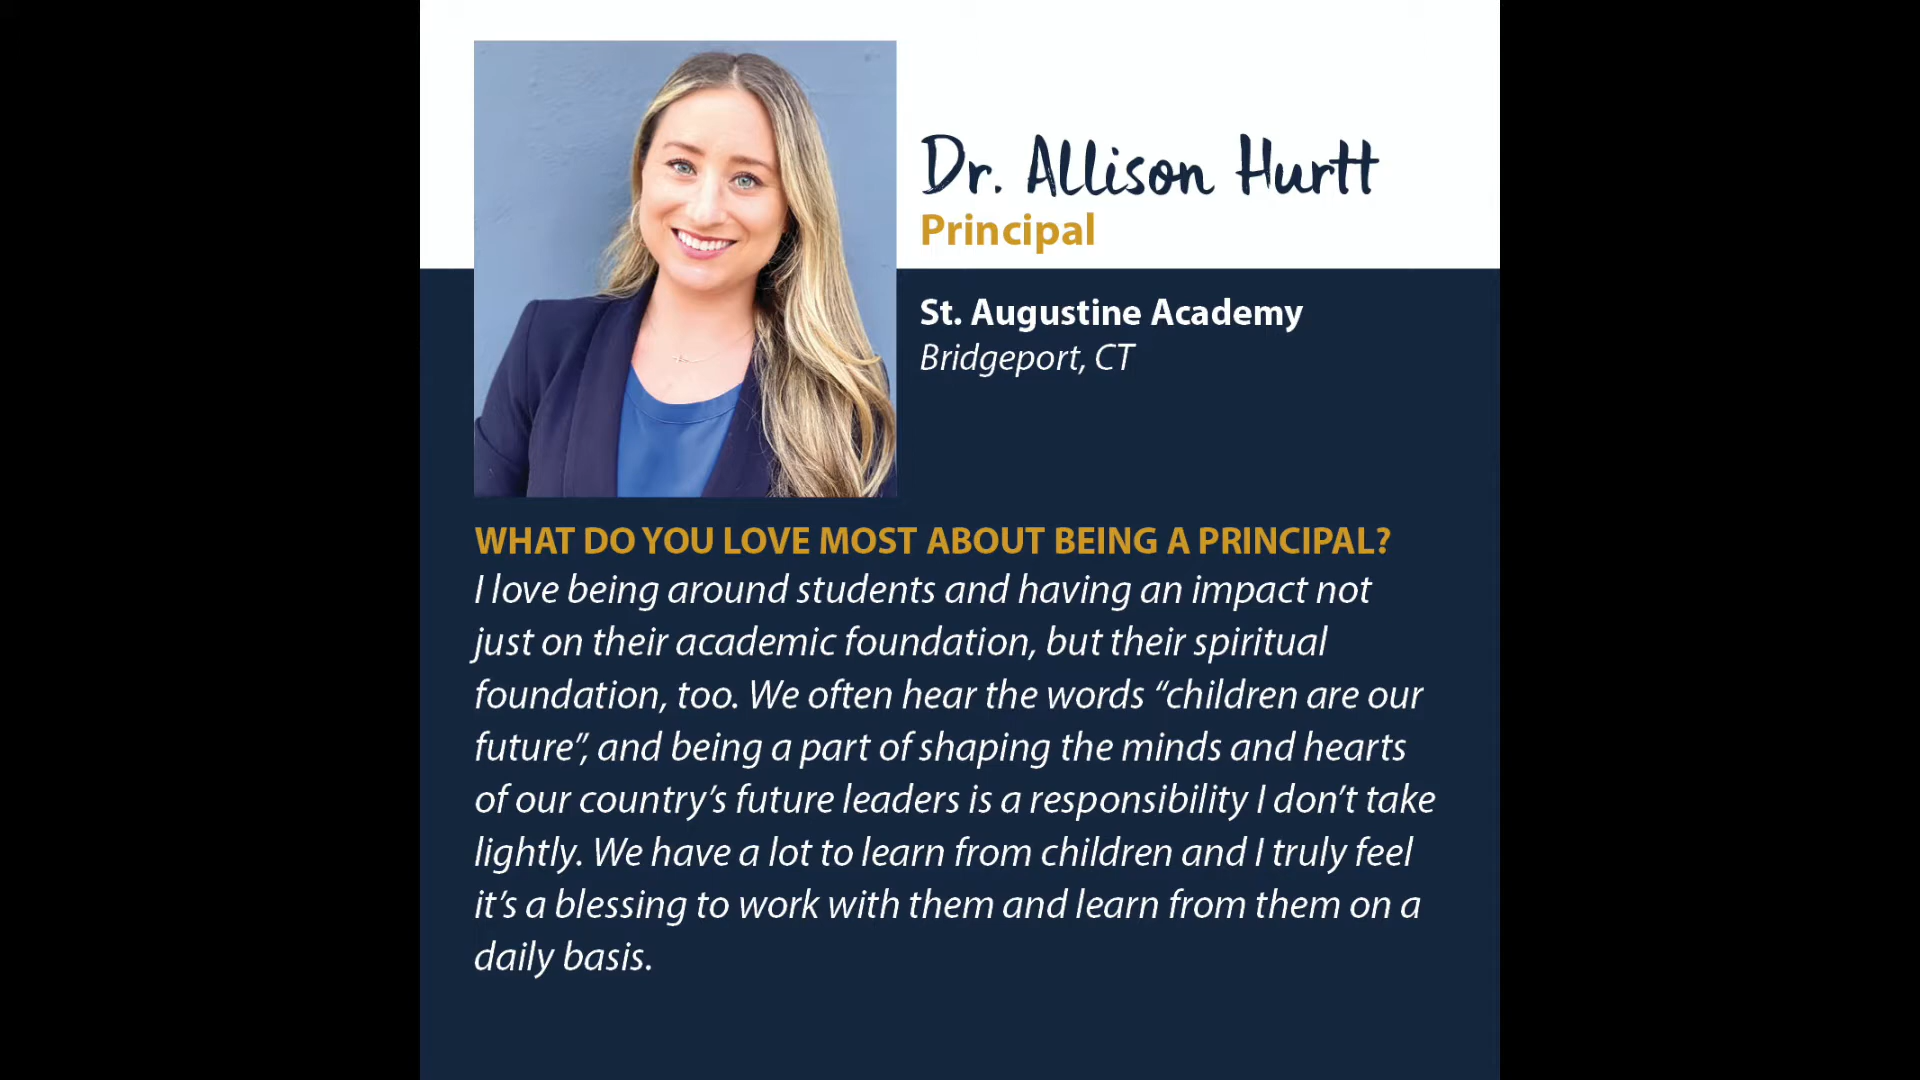 Dr. Allison Hurtt
Principal
St. Augustine Academy
Bridgeport, CT
WHAT DO YOU LOVE MOST ABOUT BEING A PRINCIPAL?
I love being around students and having an impact not
just on their academic foundation, but their spiritual
foundation, too. We often hear the words “children are our
future”, and being a part of shaping the minds and hearts
of our country’s future leaders is a responsibility I don’t take
lightly. We have a lot to learn from children and I truly feel
it’s a blessing to work with them and learn from them on a
daily basis.